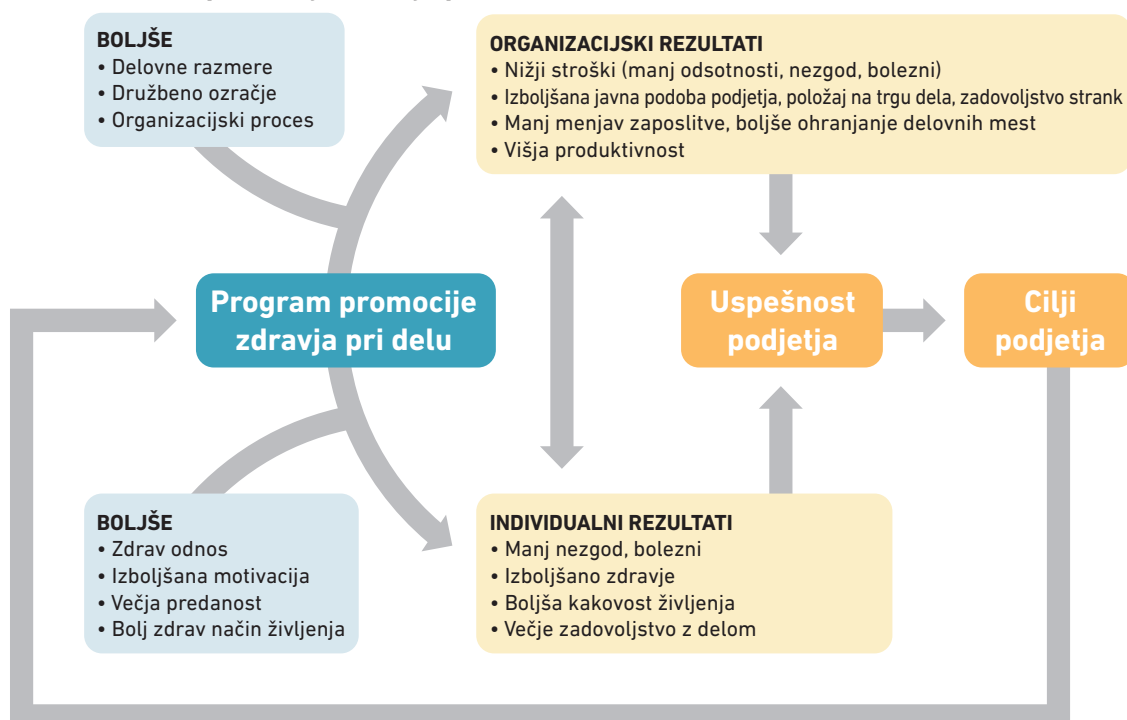 BOLJŠE
• Delovne razmere
• Družbeno ozračje
• Organizacijski proces
ORGANIZACIJSKI REZULTATI
• Nižji stroški (manj odsotnosti, nezgod, bolezni)
• Izboljšana javna podoba podjetja, položaj na trgu dela, zadovoljstvo strank
• Manj menjav zaposlitve, boljše ohranjanje delovnih mest
• Višja produktivnost
Program promocije
zdravja pri delu
Uspešnost
podjetja
Cilji
podjetja
BOLJŠE
• Zdrav odnos
• Izboljšana motivacija
• Večja predanost
• Bolj zdrav način življenja
INDIVIDUALNI REZULTATI
• Manj nezgod, bolezni
• Izboljšano zdravje
• Boljša kakovost življenja
• Večje zadovoljstvo z delom